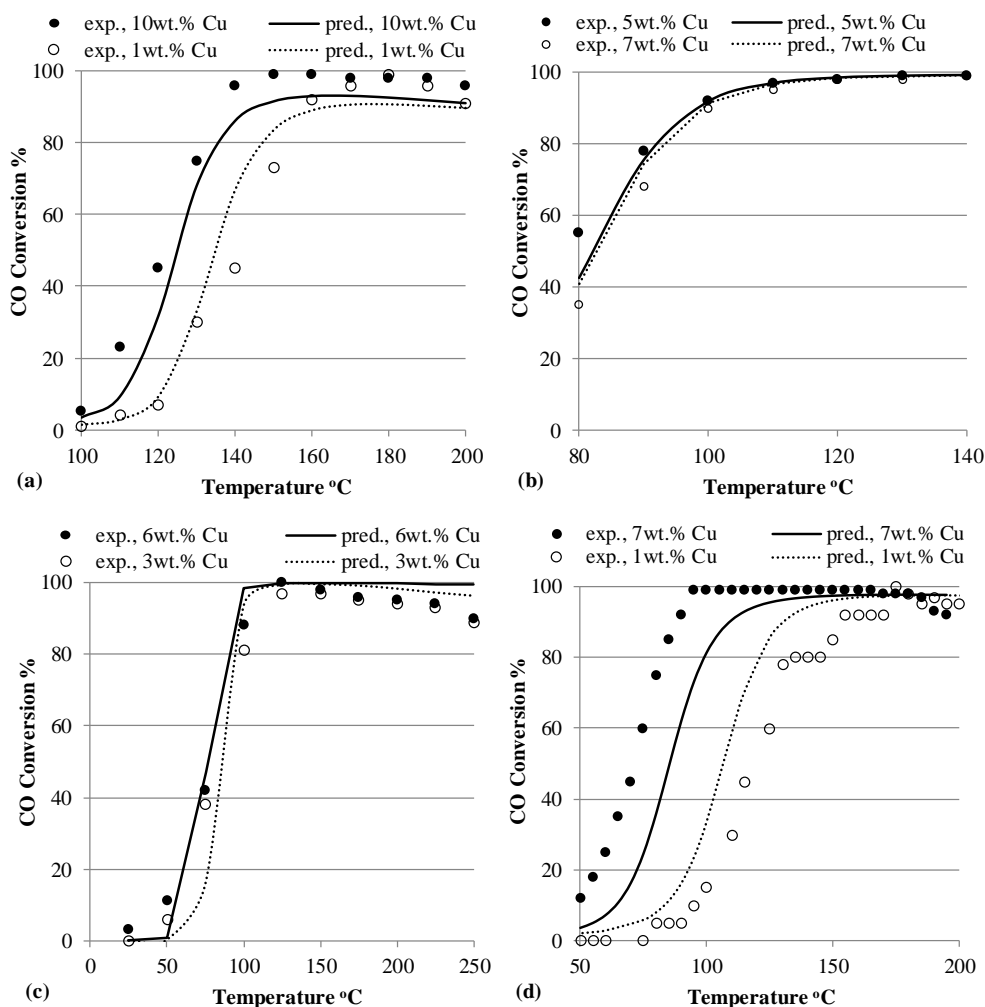 exp., 10wt.% Cu pred., 10wt.% Cu
exp., 1wt.% Cu pred., 1wt.% Cu
100
80
60
40
20
0
CO Conversion %
100 120 140 160 180 200
(a) Temperature ºC
exp., 5wt.% Cu pred., 5wt.% Cu
exp., 7wt.% Cu pred., 7wt.% Cu
100
80
60
40
20
0
CO Conversion %
80 100 120 140
(b) Temperature ºC
exp., 6wt.% Cu pred., 6wt.% Cu
exp., 3wt.% Cu pred., 3wt.% Cu
100
80
60
40
20
0
CO Conversion %
0 50 100 150 200 250
(c) Temperature ºC
exp., 7wt.% Cu pred., 7wt.% Cu
exp., 1wt.% Cu pred., 1wt.% Cu
100
80
60
40
20
0
CO Conversion %
50 100 150 200
(d) Temperature ºC